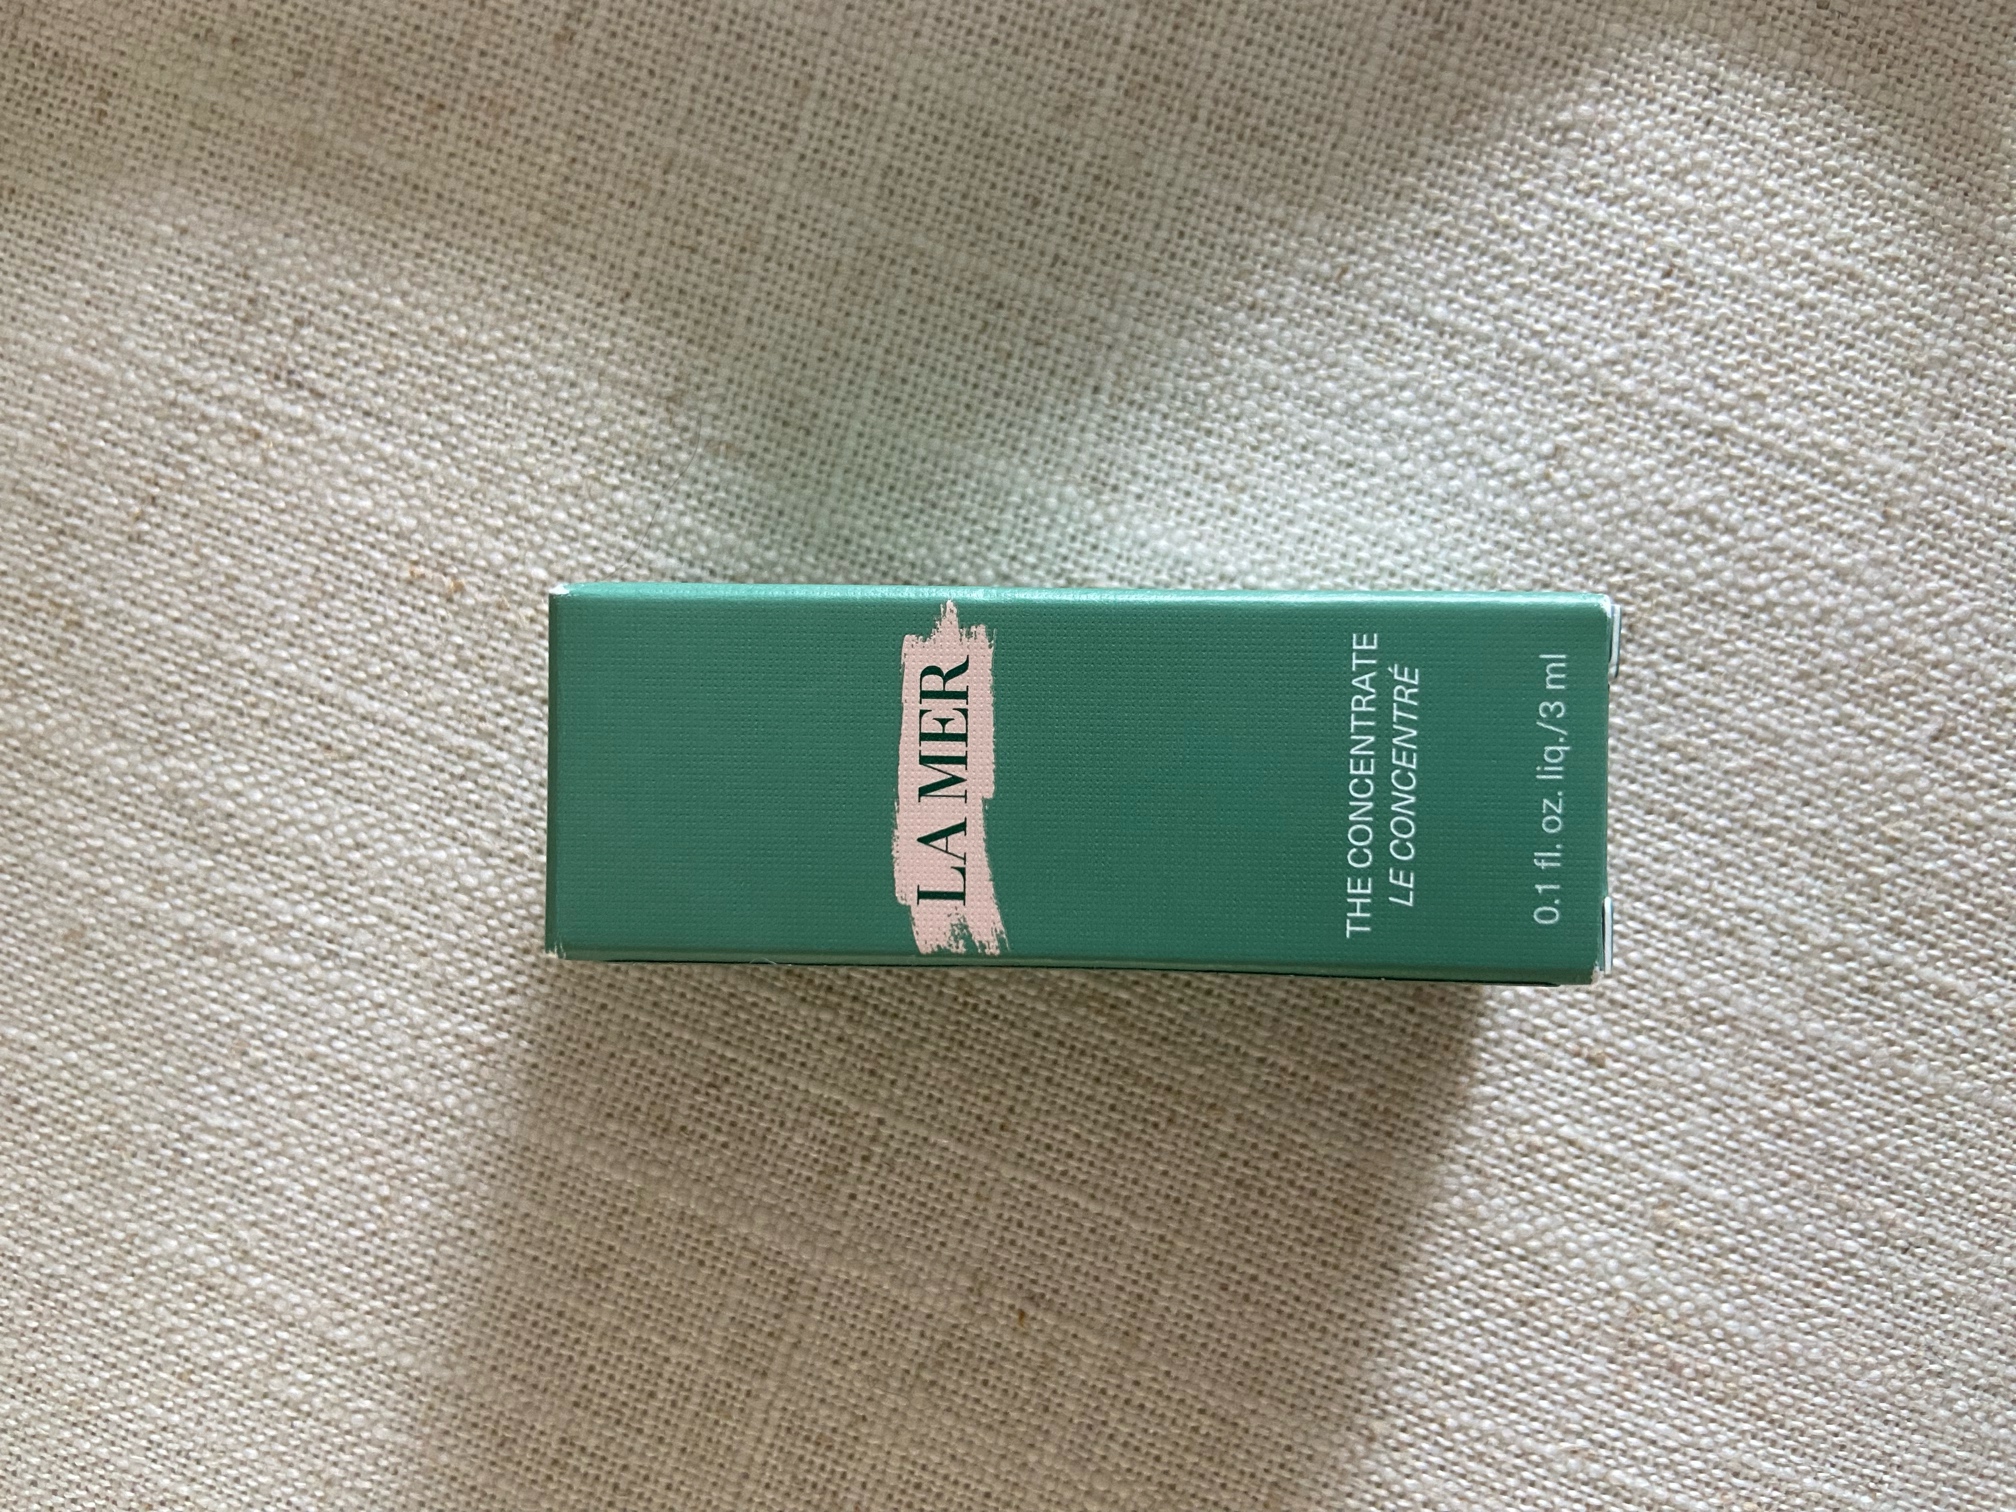 LA MER
THE CONCENTRATE
LE CONCENTRÉ
0.1 fl. oz. liq./3 ml